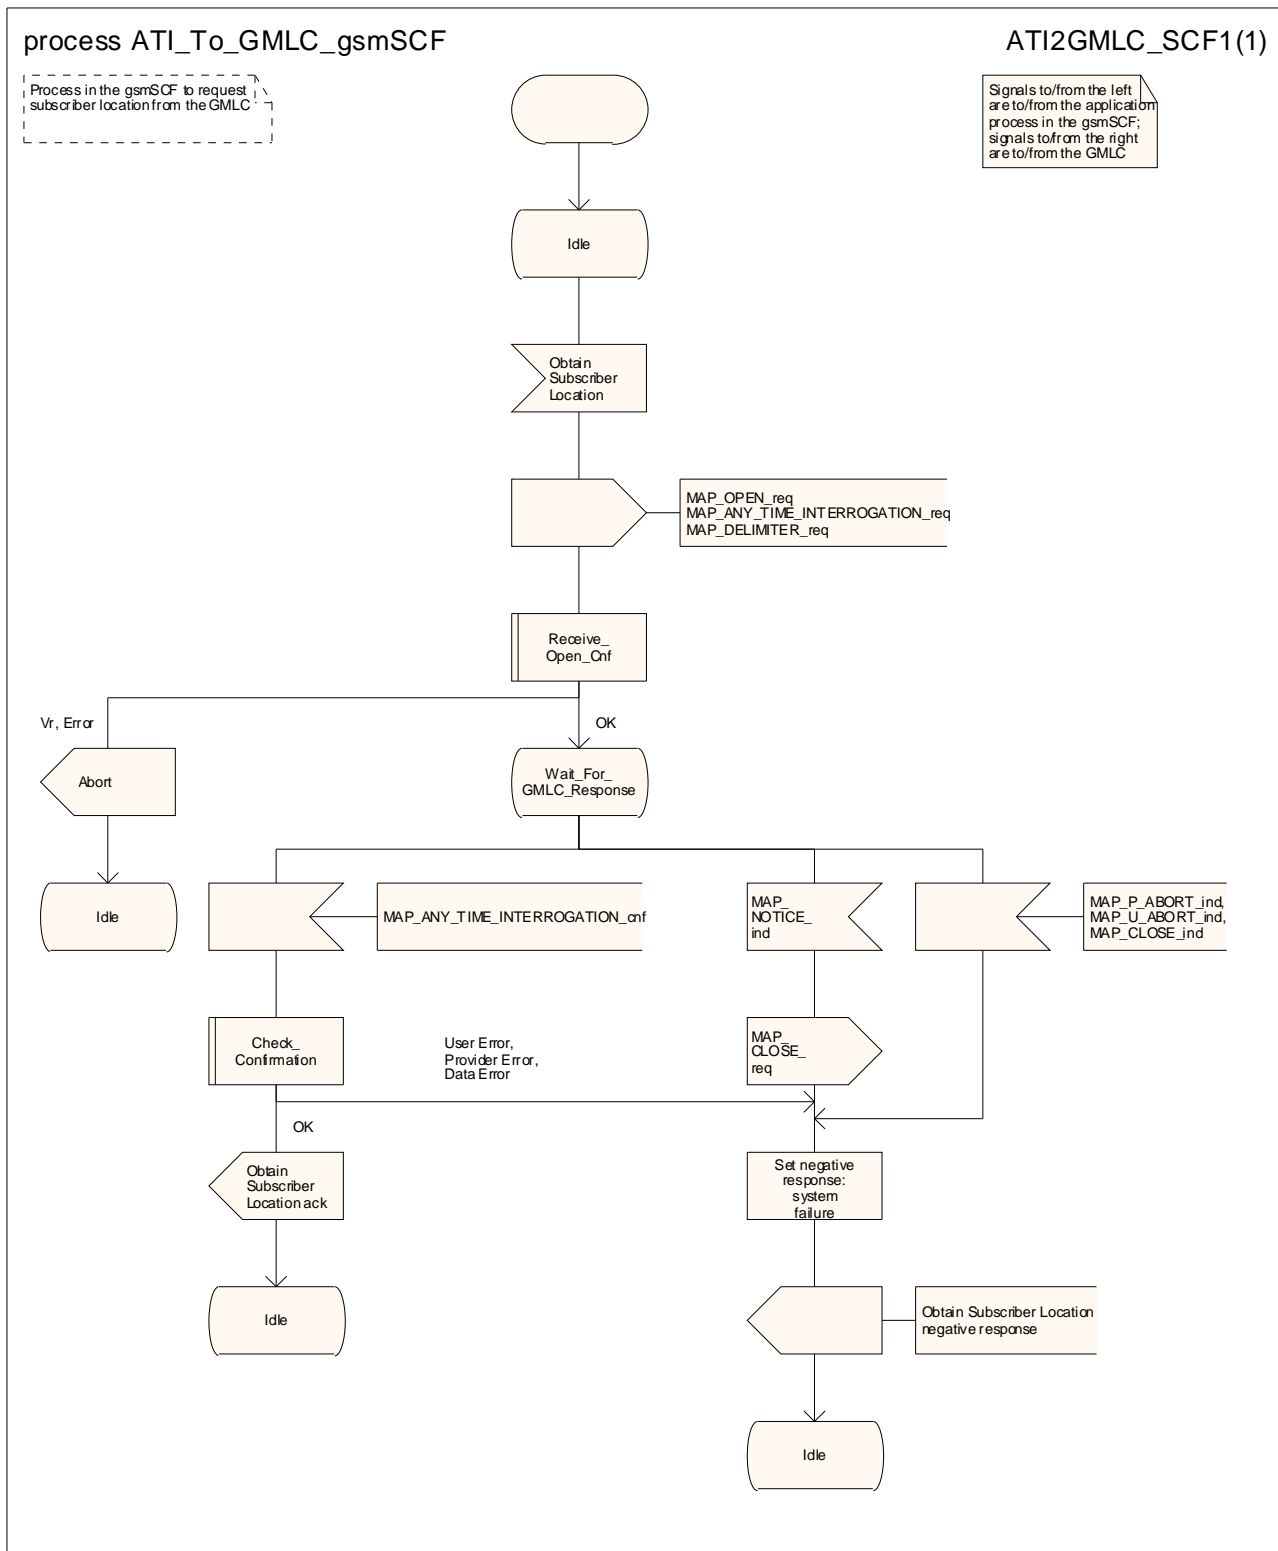 process ATI_To_GMLC_gsmSCF
ATI2GMLC_SCF1(1)
Process in the gsmSCF to request
subscriber location from the GMLC
Signals to/from the left
are to/from the application
process in the gsmSCF;
signals to/from the right
are to/from the GMLC
Idle
Obtain
Subscriber
Location
MAP_OPEN_req
MAP_ANY_TIME_INTERROGATION_req
MAP_DELIMITER_req
Receive_
Open_Cnf
Vr, Error
OK
Abort
Wait_For_
GMLC_Response
Idle
MAP_ANY_TIME_INTERROGATION_cnf
MAP_
NOTICE_
ind
MAP_P_ABORT_ind,
MAP_U_ABORT_ind,
MAP_CLOSE_ind
Check_
Confirmation
User Error,
Provider Error,
Data Error
MAP_
CLOSE_
req
OK
Obtain
Subscriber
Location ack
Set negative
response:
system
failure
Idle
Obtain Subscriber Location
negative response
Idle